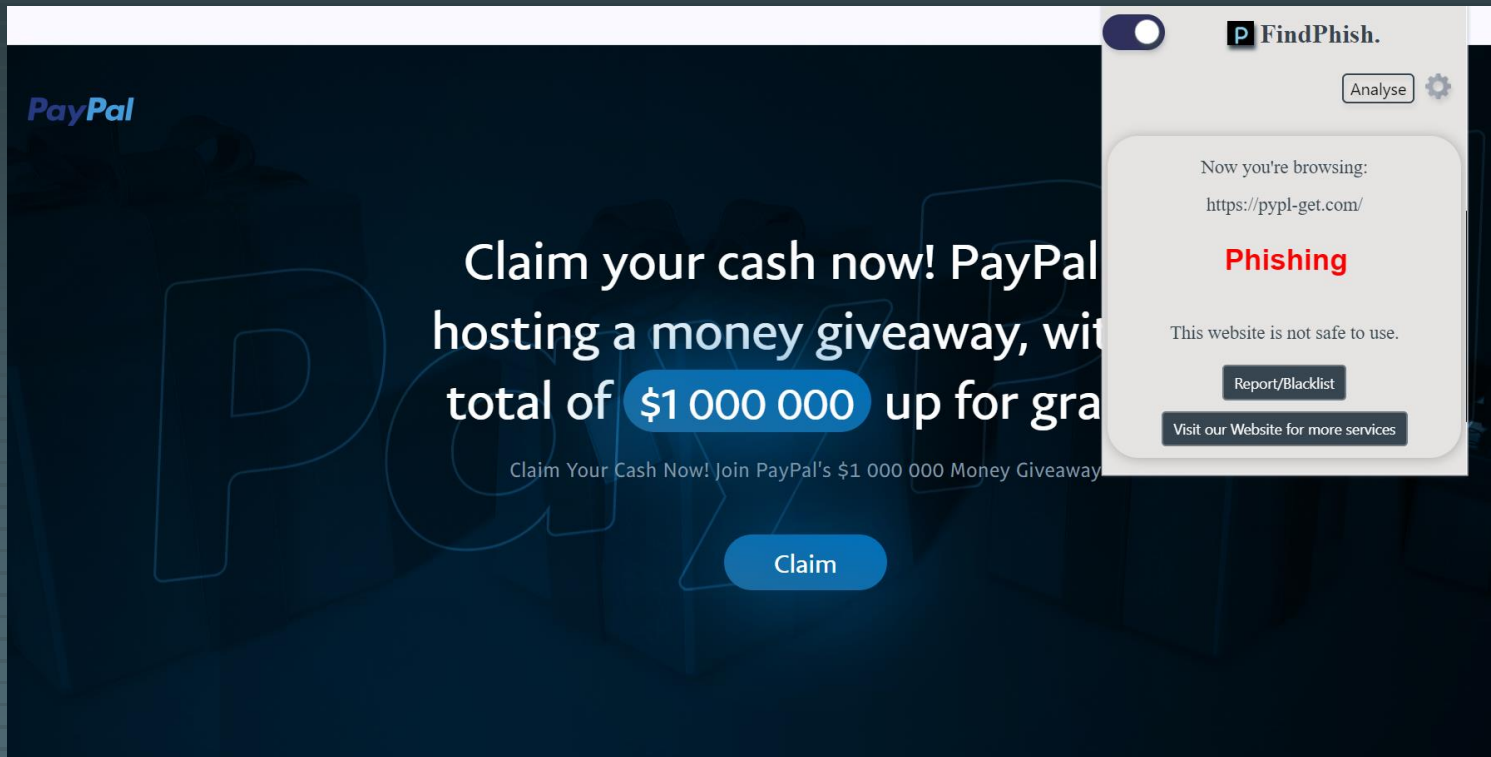 PayPal
Claim your cash now! PayPal
hosting a money giveaway, wit
total of $1 000 000 up for gra
Claim Your Cash Now! Join PayPal's $1 000 000 Money Giveaway
Claim
P FindPhish.
Analyse
Now you're browsing:
https://pypl-get.com/
Phishing
This website is not safe to use.
Report/Blacklist
Visit our Website for more services